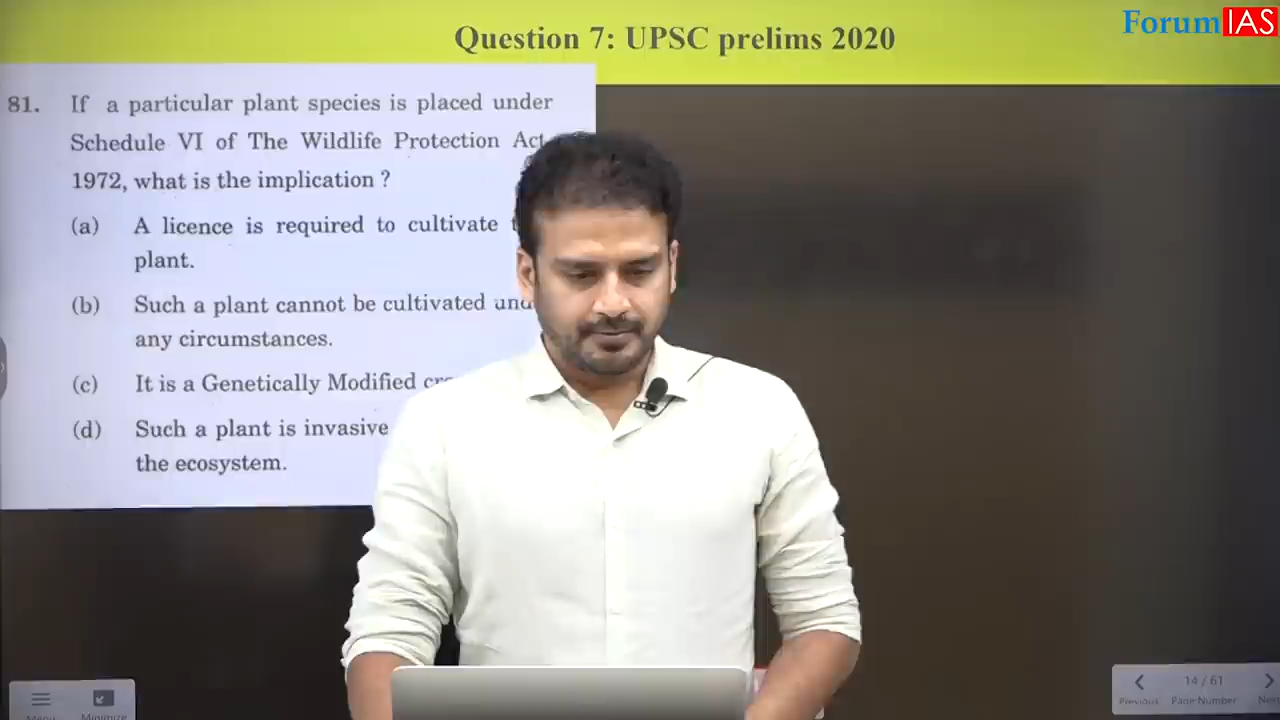 ForumIAS
Question 7: UPSC prelims 2020
81. If a particular plant species is placed under
Schedule VI of The Wildlife Protection Act
1972, what is the implication ?
(a) A licence is required to cultivate
plant.
(b) Such a plant cannot be cultivated
any circumstances.
(c) It is a Genetically Modified
(d) Such a plant is invasive
the ecosystem.
Menu Minimize
14 / 61
Previous Page Number